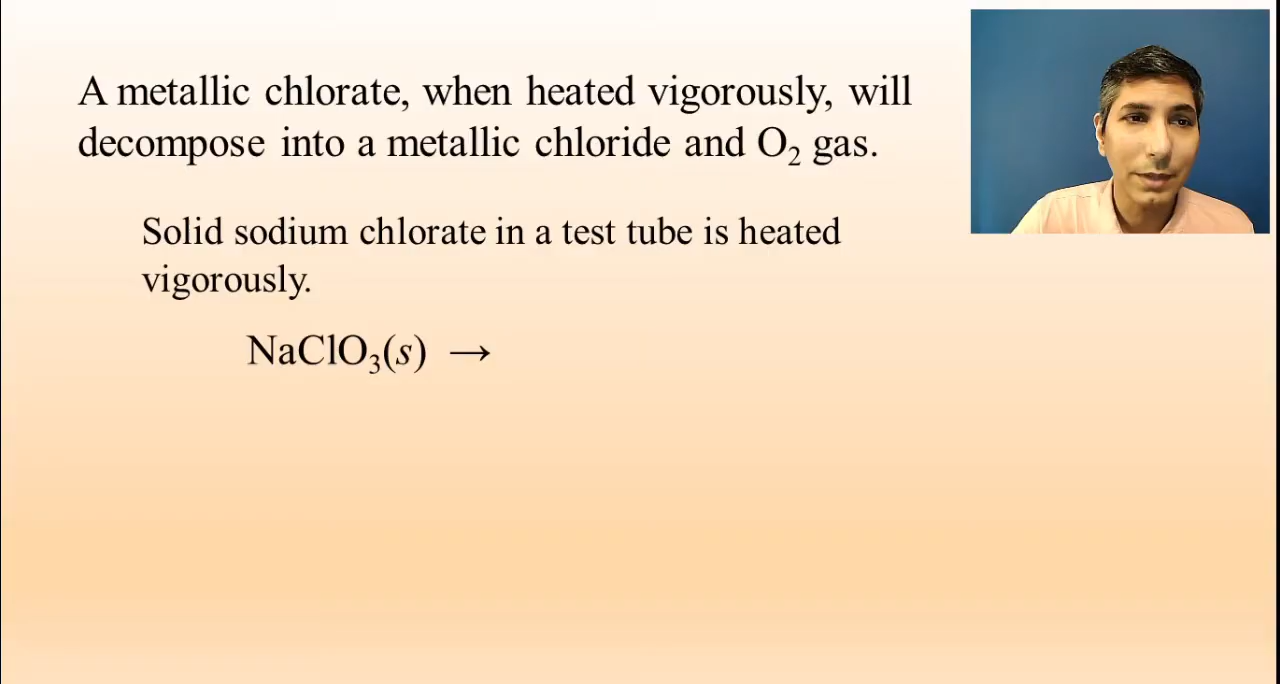 A metallic chlorate, when heated vigorously, will
decompose into a metallic chloride and O₂ gas.
Solid sodium chlorate in a test tube is heated
vigorously.
NaClO₃(s) →